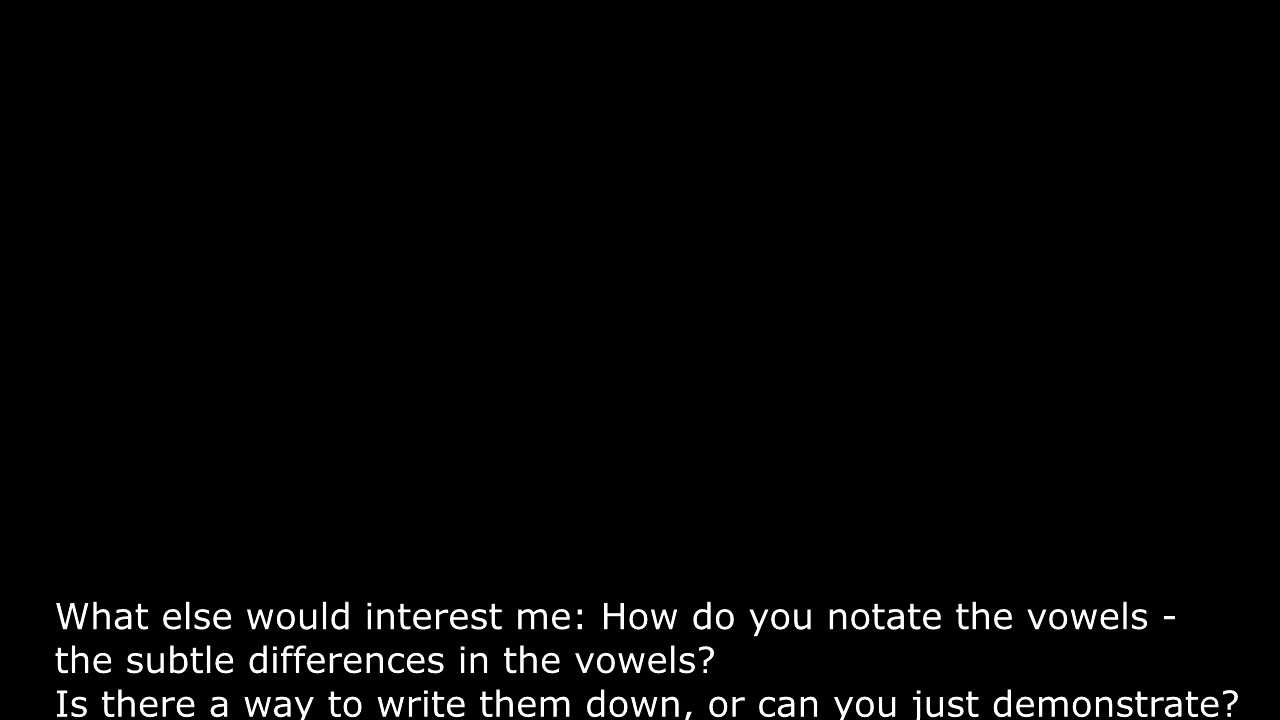 What else would interest me: How do you notate the vowels -
the subtle differences in the vowels?
Is there a way to write them down, or can you just demonstrate?